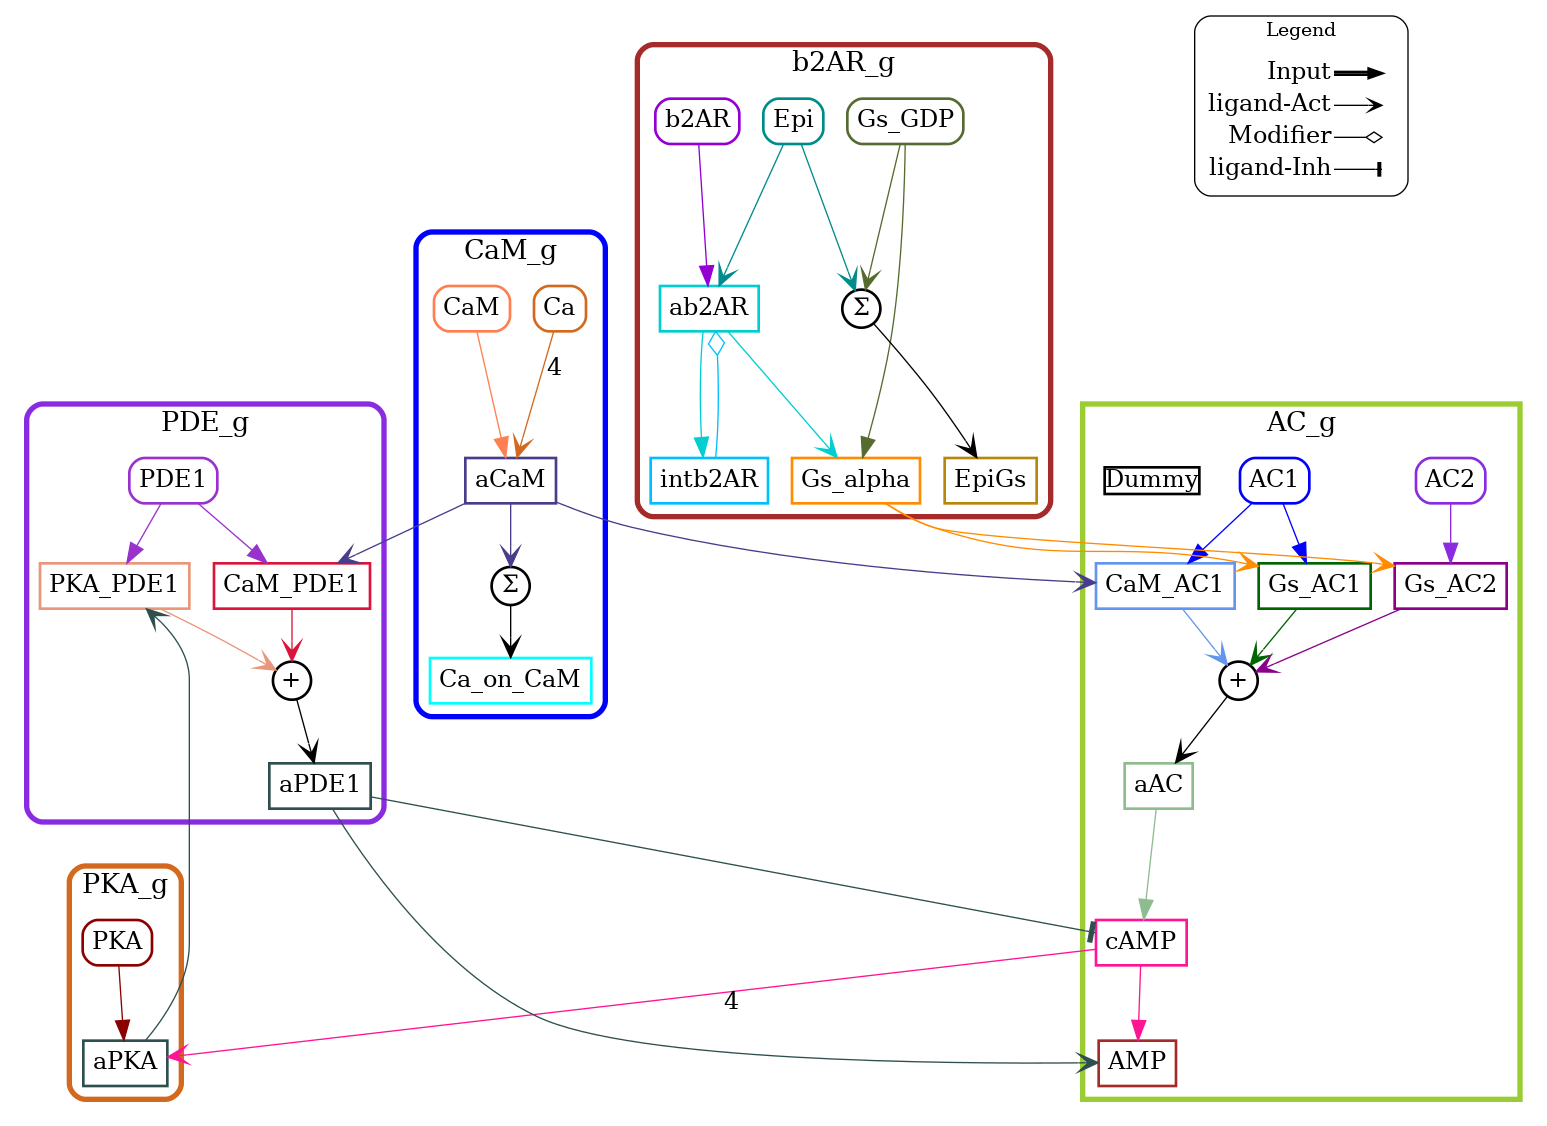 Legend
Input
ligand-Act
Modifier
ligand-Inh
b2AR_g
b2AR
Epi
Gs_GDP
ab2AR
Σ
intb2AR
Gs_alpha
EpiGs
CaM_g
CaM
Ca
4
aCaM
Σ
Ca_on_CaM
PDE_g
PDE1
PKA_PDE1
CaM_PDE1
+
aPDE1
AC_g
Dummy
AC1
AC2
CaM_AC1
Gs_AC1
Gs_AC2
+
aAC
cAMP
AMP
PKA_g
PKA
aPKA
4